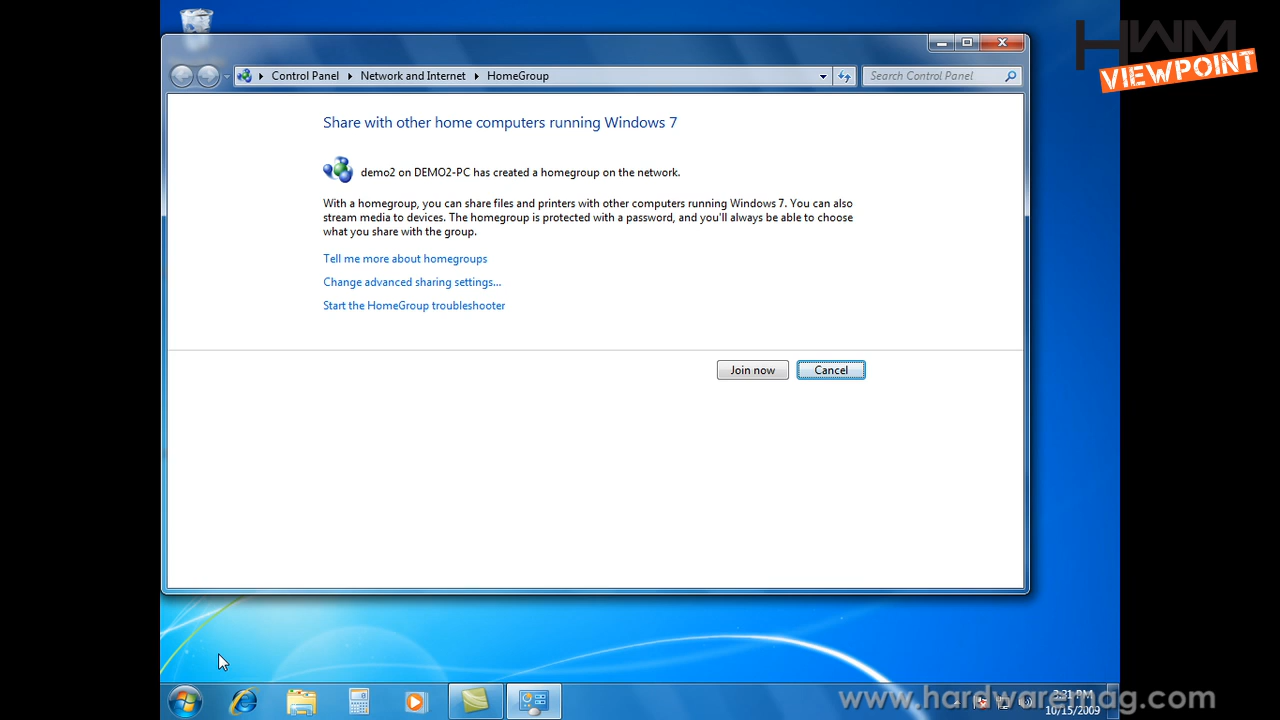 HWM
VIEWPOINT
Control Panel
Network and Internet
HomeGroup
Search Control Panel
Share with other home computers running Windows 7
demo2 on DEMO2-PC has created a homegroup on the network.
With a homegroup, you can share files and printers with other computers running Windows 7. You can also
stream media to devices. The homegroup is protected with a password, and you'll always be able to choose
what you share with the group.
Tell me more about homegroups
Change advanced sharing settings...
Start the HomeGroup troubleshooter
Join now
Cancel
www.hardwaremag.com
3:31 PM
10/15/2009